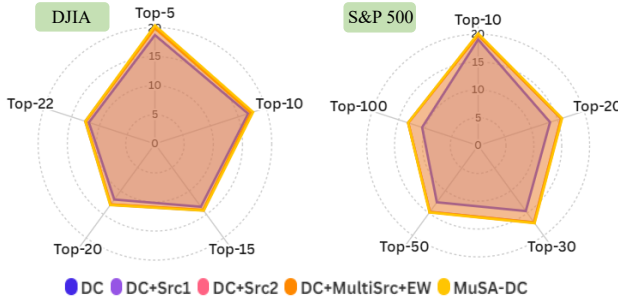 DJIA
Top-5
20
15
10
5
0
Top-10
Top-15
Top-20
Top-22
S&P 500
Top-10
20
15
10
5
0
Top-20
Top-30
Top-50
Top-100
DC DC+Src1 DC+Src2 DC+MultiSrc+EW MuSA-DC